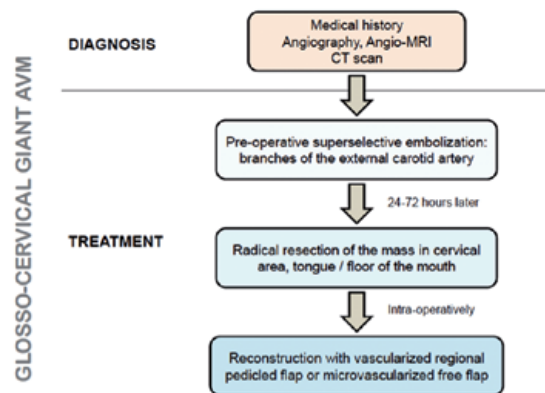 GLOSSO-CERVICAL GIANT AVM
DIAGNOSIS
Medical history
Angiography, Angio-MRI
CT scan
Pre-operative superselective embolization:
branches of the external carotid artery
24-72 hours later
TREATMENT
Radical resection of the mass in cervical
area, tongue / floor of the mouth
Intra-operatively
Reconstruction with vascularized regional
pedicled flap or microvascularized free flap